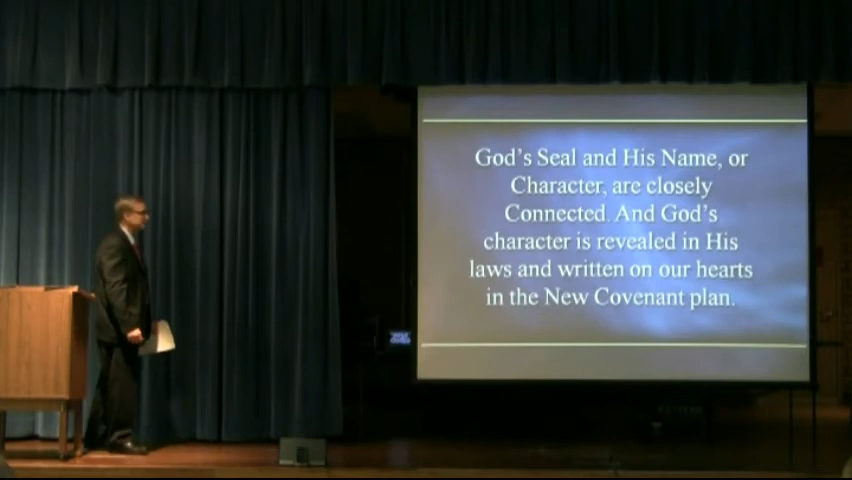 God's Seal and His Name, or
Character, are closely
Connected. And God's
character is revealed in His
laws and written on our hearts
in the New Covenant plan.